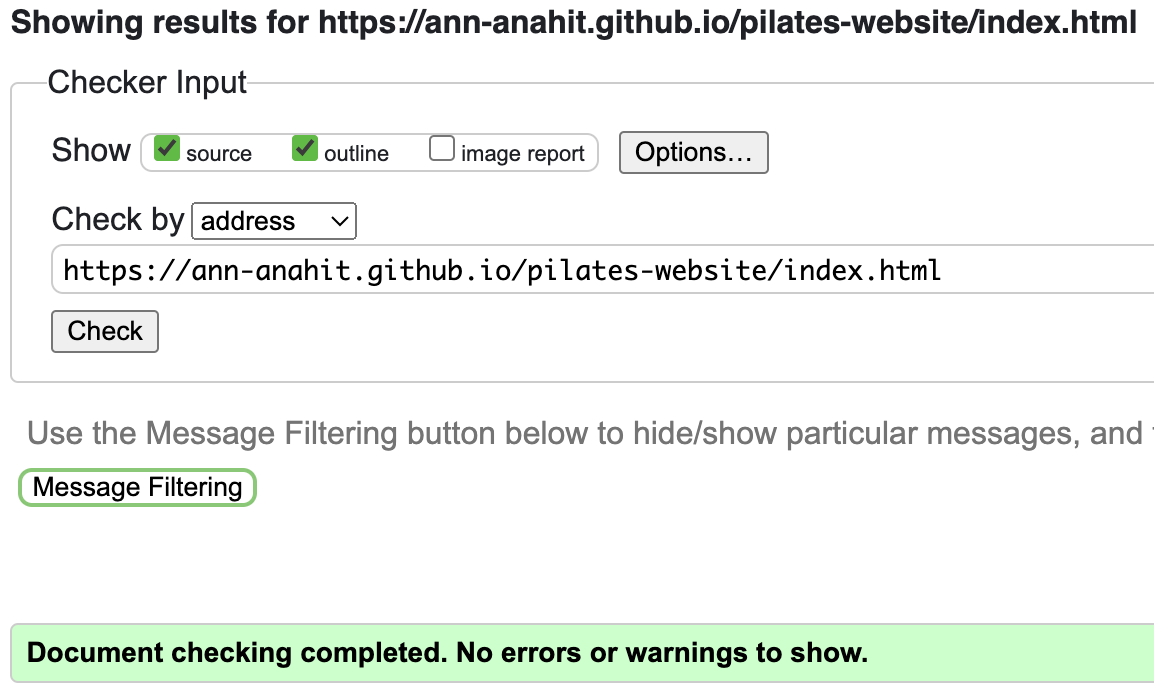 Showing results for https://ann-anahit.github.io/pilates-website/index.html
Checker Input
Show source outline image report Options...
Check by address
https://ann-anahit.github.io/pilates-website/index.html
Check
Use the Message Filtering button below to hide/show particular messages, and
Message Filtering
Document checking completed. No errors or warnings to show.